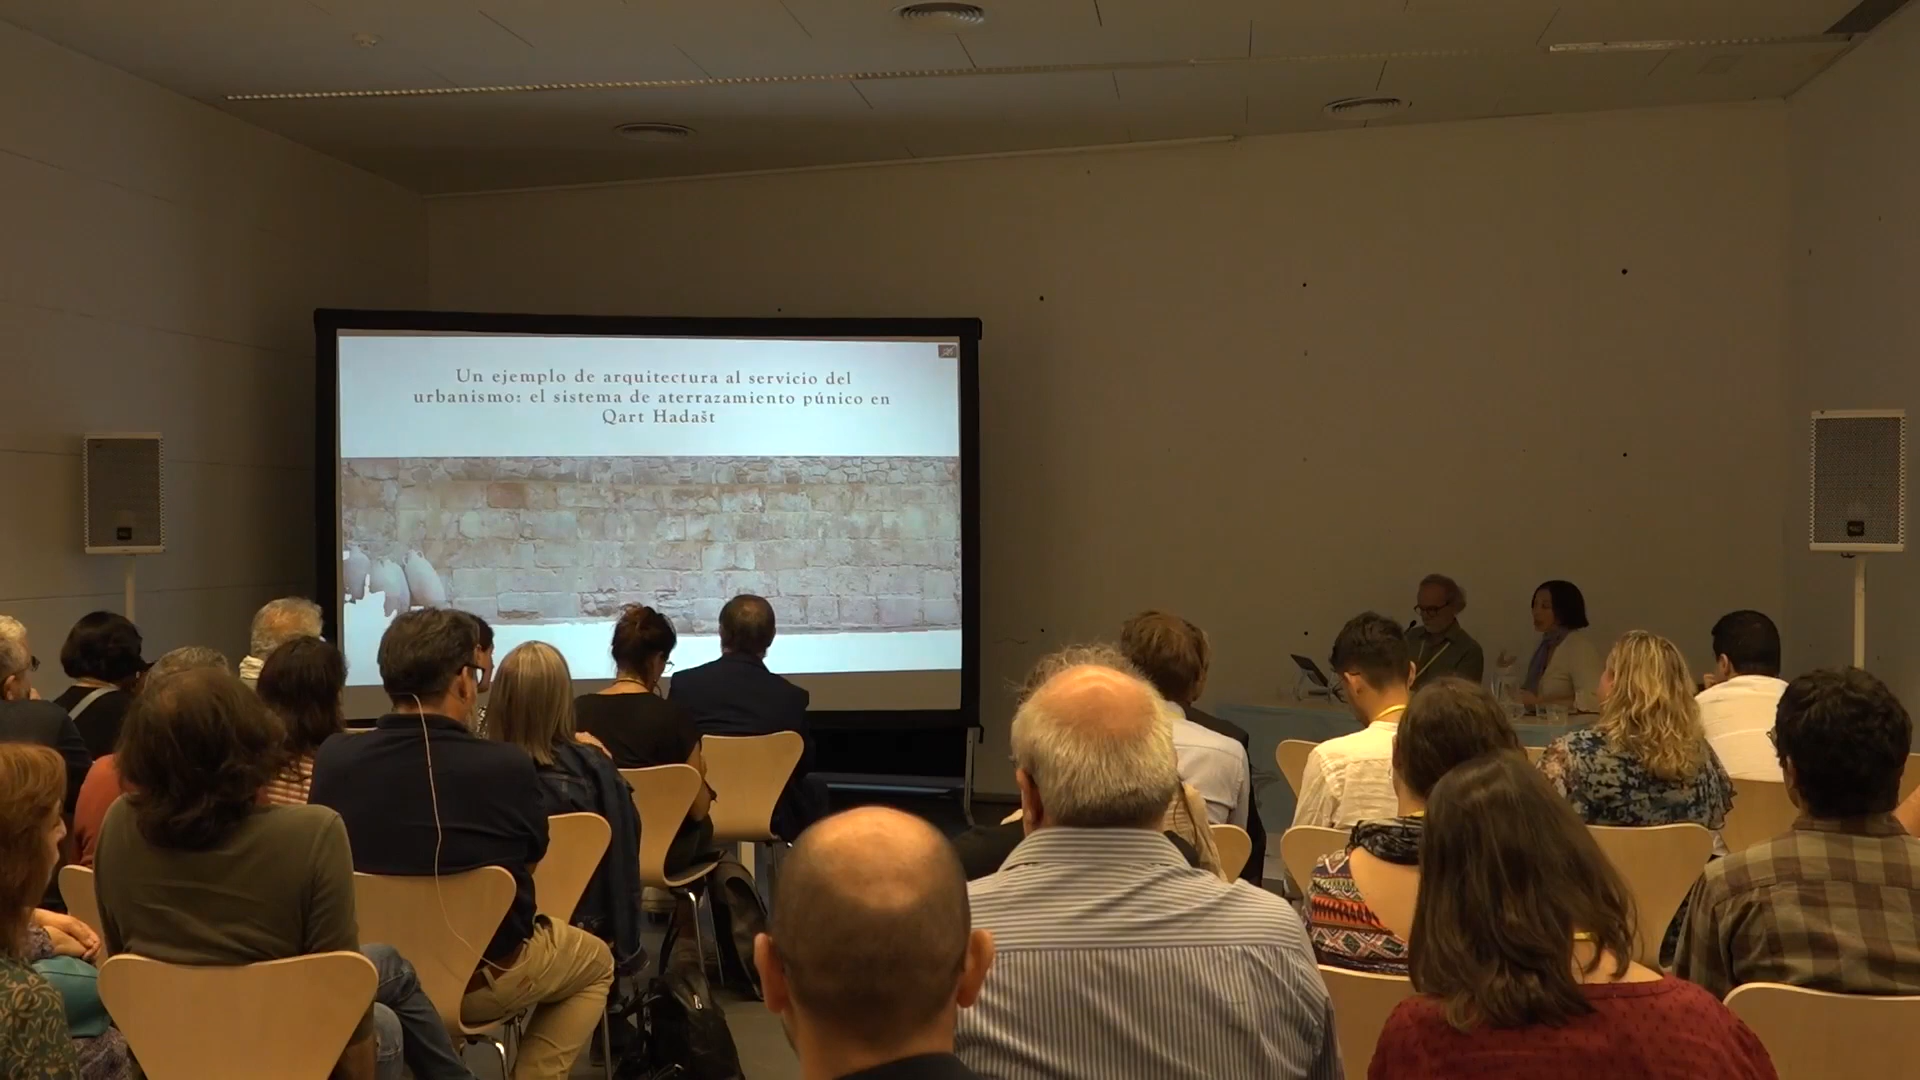 Un ejemplo de arquitectura al servicio del
urbanismo: el sistema de aterrazamiento púnico en
Qart Hadašt